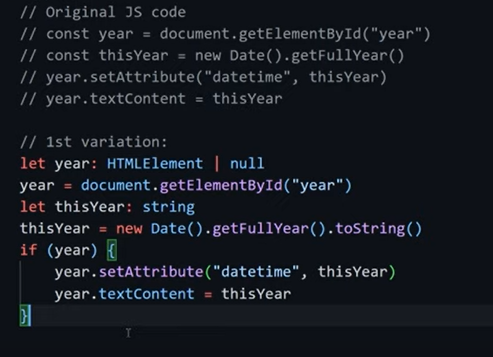 // Original JS code
// const year = document.getElementById("year")
// const thisYear = new Date().getFullYear()
// year.setAttribute("datetime", thisYear)
// year.textContent = thisYear
// 1st variation:
let year: HTMLElement | null
year = document.getElementById("year")
let thisYear: string
thisYear = new Date().getFullYear().toString()
if (year) {
    year.setAttribute("datetime", thisYear)
    year.textContent = thisYear
}